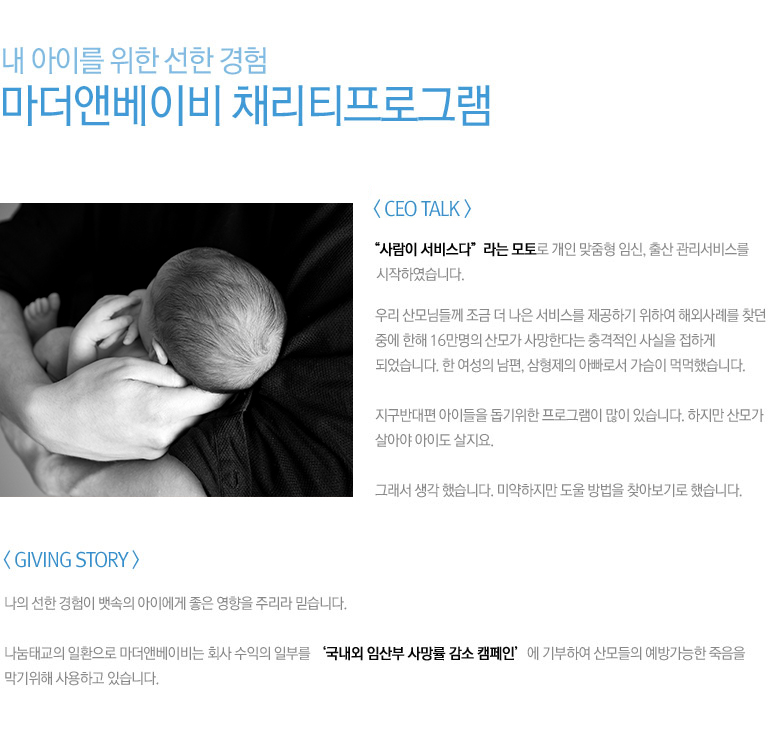 내 아이를 위한 선한 경험
마더앤베이비 채리티프로그램
< CEO TALK >
“사람이 서비스다” 라는 모토로 개인 맞춤형 임신, 출산 관리서비스를
시작하였습니다.
우리 산모님들께 조금 더 나은 서비스를 제공하기 위하여 해외사례를 찾던
중에 한해 16만명의 산모가 사망한다는 충격적인 사실을 접하게
되었습니다. 한 여성의 남편, 삼형제의 아빠로서 가슴이 먹먹했습니다.
지구반대편 아이들을 돕기위한 프로그램이 많이 있습니다. 하지만 산모가
살아야 아이도 살지요.
그래서 생각 했습니다. 미약하지만 도울 방법을 찾아보기로 했습니다.
< GIVING STORY >
나의 선한 경험이 뱃속의 아이에게 좋은 영향을 주리라 믿습니다.
나눔태교의 일환으로 마더앤베이비는 회사 수익의 일부를 ‘국내외 임산부 사망률 감소 캠페인’ 에 기부하여 산모들의 예방가능한 죽음을
막기위해 사용하고 있습니다.